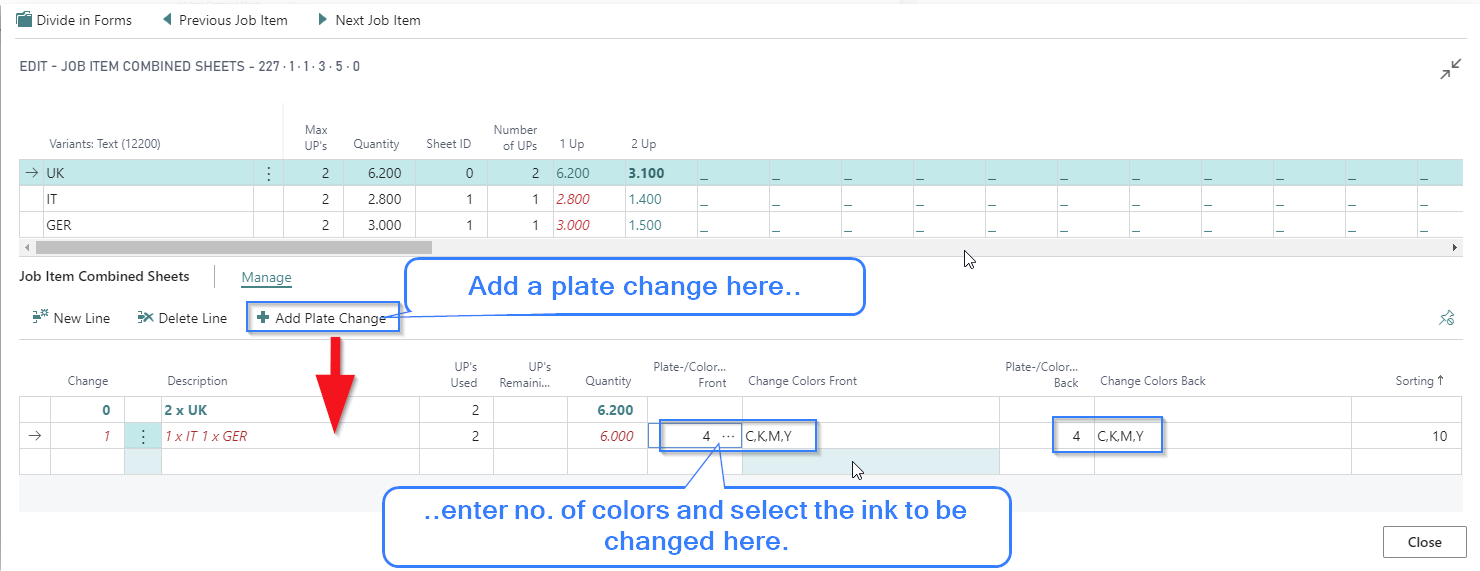 Divide in Forms Previous Job Item Next Job Item
EDIT - JOB ITEM COMBINED SHEETS - 227 · 1 · 1 · 3 · 5 · 0
Variants: Text (12200) Max UP's Quantity Sheet ID Number of UPs 1 Up 2 Up
UK 2 6.200 0 2 6.200 3.100 _ _ _ _ _ _ _ _ _ _ _
IT 2 2.800 1 1 2.800 1.400 _ _ _ _ _ _ _ _ _ _ _
GER 2 3.000 1 1 3.000 1.500 _ _ _ _ _ _ _ _ _ _ _
Job Item Combined Sheets Manage
Add a plate change here..
New Line Delete Line Add Plate Change
Change Description UP's Used UP's Remaini... Quantity Plate-/Color... Front Change Colors Front Plate-/Color... Back Change Colors Back Sorting ↑
0 2 x UK 2 6.200
1 1 x IT 1 x GER 2 6.000 4 ... C,K,M,Y 4 C,K,M,Y 10
..enter no. of colors and select the ink to be
changed here.
Close